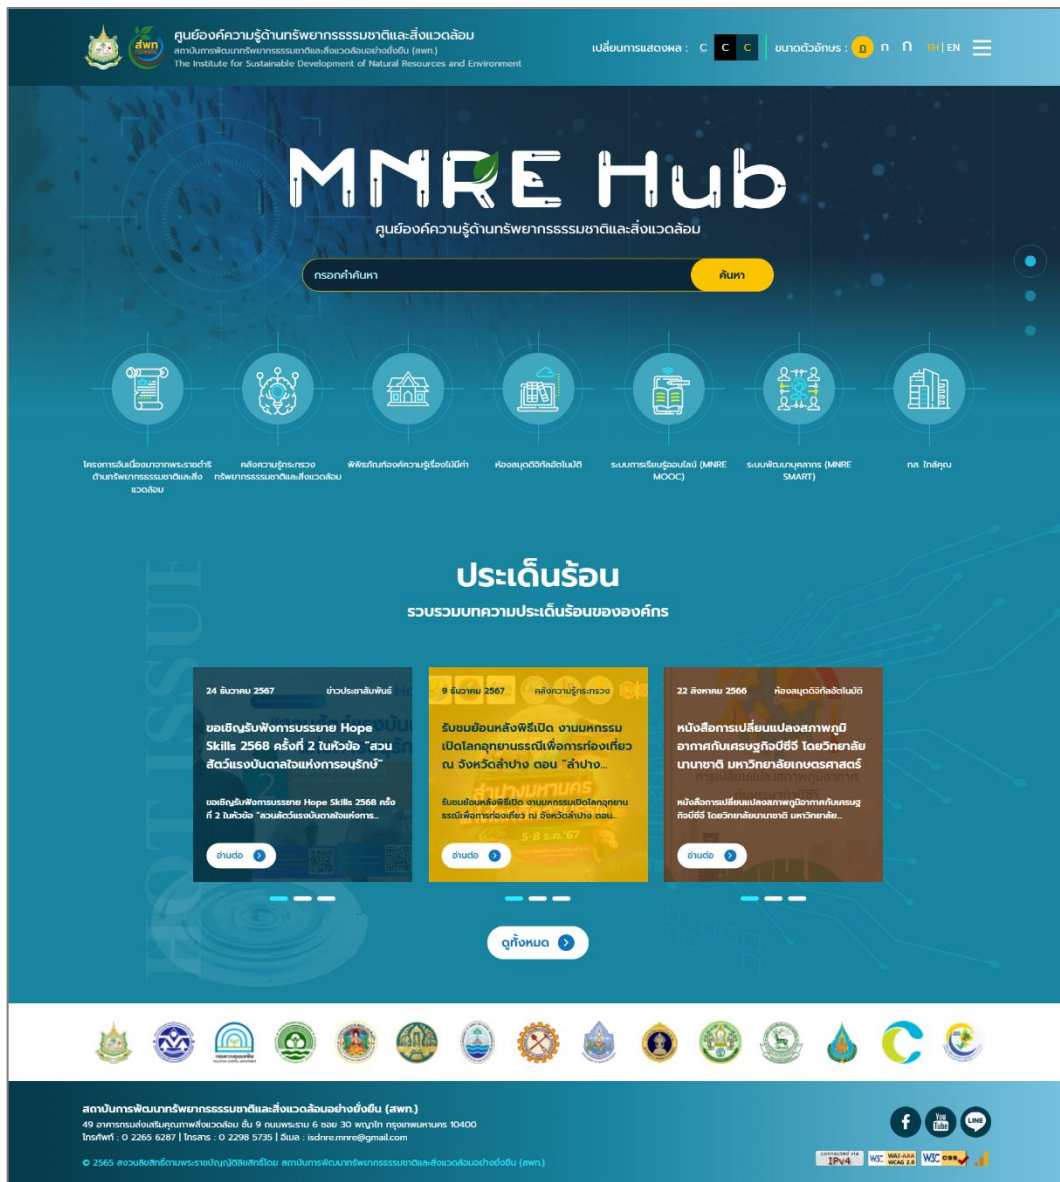 ศูนย์องค์ความรู้ด้านทรัพยากรธรรมชาติและสิ่งแวดล้อม
สถาบันการพัฒนาทรัพยากรธรรมชาติและสิ่งแวดล้อมอย่างยั่งยืน (สพท.)
The Institute for Sustainable Development of Natural Resources and Environment
เปลี่ยนการแสดงผล : C C C ขนาดตัวอักษร : ก ก ก TH | EN
MNRE Hub
ศูนย์องค์ความรู้ด้านทรัพยากรธรรมชาติและสิ่งแวดล้อม
กรอกคำค้นหา ค้นหา
โครงการอันเนื่องมาจากพระราชดำริ
ด้านทรัพยากรธรรมชาติและสิ่ง
แวดล้อม
คลังความรู้กระทรวง
ทรัพยากรธรรมชาติและสิ่งแวดล้อม
พิพิธภัณฑ์องค์ความรู้เรื่องไม้มีค่า
ห้องสมุดดิจิทัลอัตโนมัติ
ระบบการเรียนรู้ออนไลน์ (MNRE
MOOC)
ระบบพัฒนาบุคลากร (MNRE
SMART)
ทส. ใกล้คุณ
HOT ISSUE
ประเด็นร้อน
รวบรวมบทความประเด็นร้อนขององค์กร
24 ธันวาคม 2567 ข่าวประชาสัมพันธ์
ขอเชิญรับฟังการบรรยาย Hope
Skills 2568 ครั้งที่ 2 ในหัวข้อ "สวน
สัตว์แรงบันดาลใจแห่งการอนุรักษ์"
ขอเชิญรับฟังการบรรยาย Hope Skills 2568 ครั้ง
ที่ 2 ในหัวข้อ "สวนสัตว์แรงบันดาลใจแห่งการ...
อ่านต่อ
9 ธันวาคม 2567 คลังความรู้กระทรวง
รับชมย้อนหลังพิธีเปิด งานมหกรรม
เปิดโลกอุทยานธรณีเพื่อการท่องเที่ยว
ณ จังหวัดลำปาง ตอน "ลำปาง...
รับชมย้อนหลังพิธีเปิด งานมหกรรมเปิดโลกอุทยาน
ธรณีเพื่อการท่องเที่ยว ณ จังหวัดลำปาง ตอน...
5-8 ธ.ค.'67
อ่านต่อ
22 สิงหาคม 2566 ห้องสมุดดิจิทัลอัตโนมัติ
หนังสือการเปลี่ยนแปลงสภาพภูมิ
อากาศกับเศรษฐกิจบีซีจี โดยวิทยาลัย
นานาชาติ มหาวิทยาลัยเกษตรศาสตร์
หนังสือการเปลี่ยนแปลงสภาพภูมิอากาศกับเศรษฐ
กิจบีซีจี โดยวิทยาลัยนานาชาติ มหาวิทยาลัย...
อ่านต่อ
ดูทั้งหมด
สถาบันการพัฒนาทรัพยากรธรรมชาติและสิ่งแวดล้อมอย่างยั่งยืน (สพท.)
49 อาคารกรมส่งเสริมคุณภาพสิ่งแวดล้อม ชั้น 9 ถนนพระราม 6 ซอย 30 พญาไท กรุงเทพมหานคร 10400
โทรศัพท์ : 0 2265 6287 | โทรสาร : 0 2298 5735 | อีเมล : isdnre.mnre@gmail.com
© 2565 สงวนลิขสิทธิ์ตามพระราชบัญญัติลิขสิทธิ์โดย สถาบันการพัฒนาทรัพยากรธรรมชาติและสิ่งแวดล้อมอย่างยั่งยืน (สพท.)
You Tube LINE
connected via
IPv4 W3C WAI-AAA WCAG 2.0 W3C css